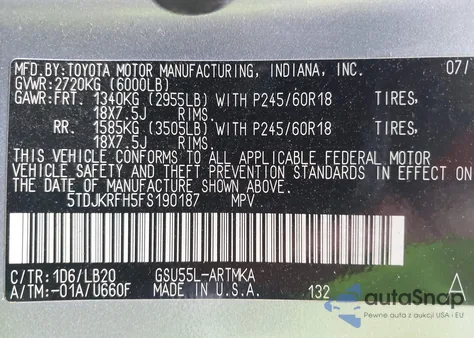 MFD.BY:TOYOTA MOTOR MANUFACTURING, INDIANA, INC. 07/
GVWR:2720KG (6000LB)
GAWR:FRT. 1340KG (2955LB) WITH P245/60R18 TIRES,
18X7.5J RIMS.
RR. 1585KG (3505LB) WITH P245/60R18 TIRES,
18X7.5J RIMS.
THIS VEHICLE CONFORMS TO ALL APPLICABLE FEDERAL MOTOR
VEHICLE SAFETY AND THEFT PREVENTION STANDARDS IN EFFECT ON
THE DATE OF MANUFACTURE SHOWN ABOVE.
5TDJKRFH5FS190187 MPV
C/TR:1D6/LB20 GSU55L-ARTMKA
A/TM:-01A/U660F MADE IN U.S.A. 132 A
autoSnap
Pewne auta z aukcji USA i EU